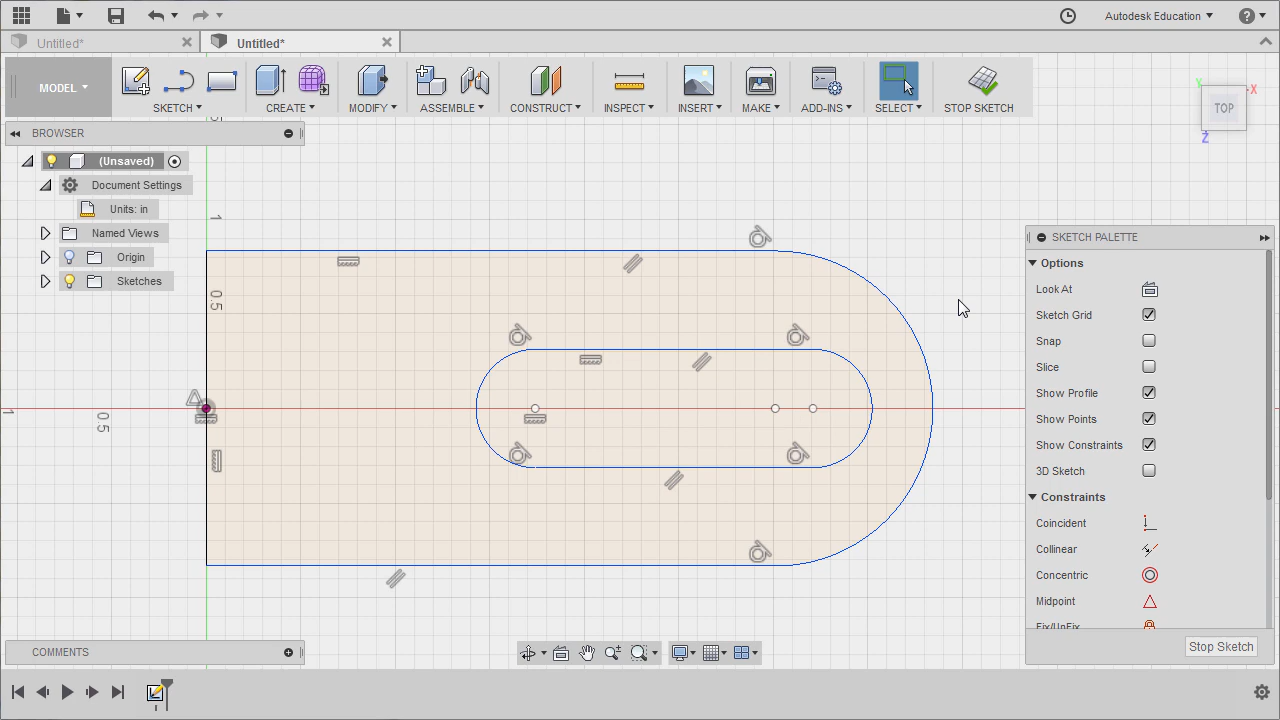 Autodesk Education
?
Untitled*
Untitled*
MODEL
SKETCH
CREATE
MODIFY
ASSEMBLE
CONSTRUCT
INSPECT
INSERT
MAKE
ADD-INS
SELECT
STOP SKETCH
Y
X
TOP
Z
BROWSER
(Unsaved)
Document Settings
Units: in
Named Views
Origin
Sketches
1
0.5
1
0.5
SKETCH PALETTE
Options
Look At
Sketch Grid
Snap
Slice
Show Profile
Show Points
Show Constraints
3D Sketch
Constraints
Coincident
Collinear
Concentric
Midpoint
Fix/UnFix
Stop Sketch
COMMENTS